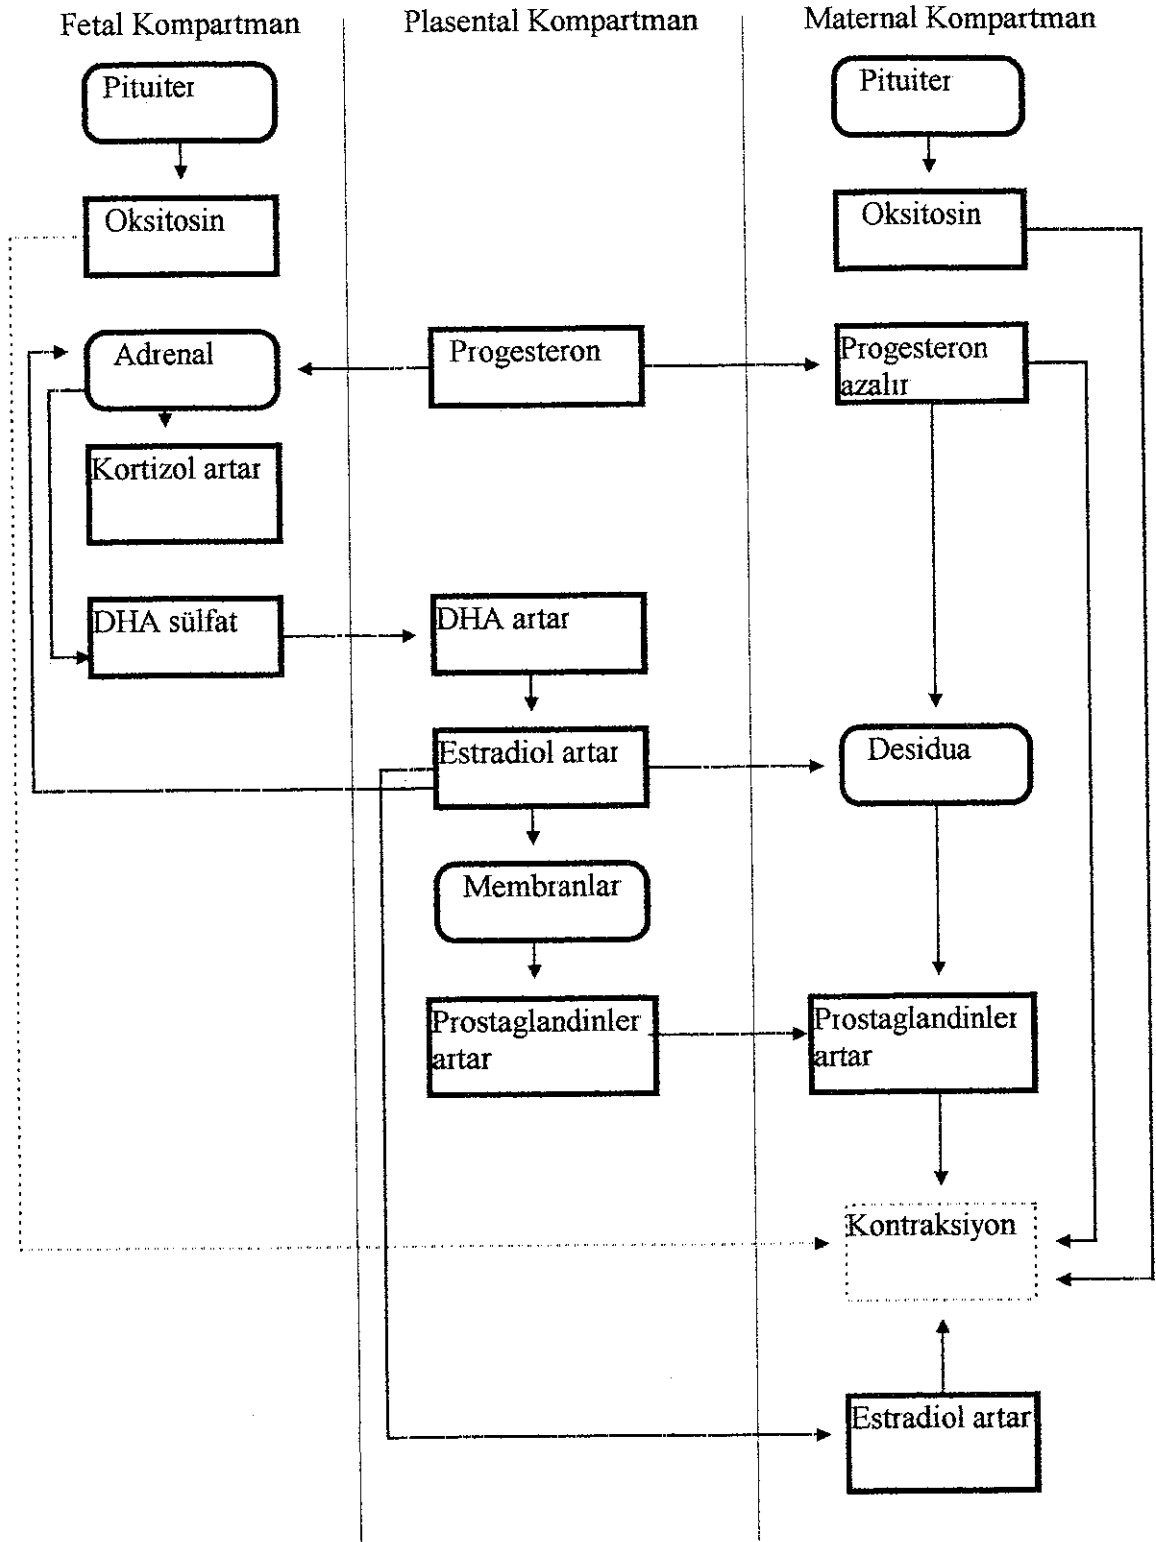 Fetal Kompartman
Plasental Kompartman
Maternal Kompartman
Pituiter
Pituiter
Oksitosin
Oksitosin
Adrenal
Progesteron
Progesteron
azalır
Kortizol artar
DHA sülfat
DHA artar
Estradiol artar
Desidua
Membranlar
Prostaglandinler
artar
Prostaglandinler
artar
Kontraksiyon
Estradiol artar